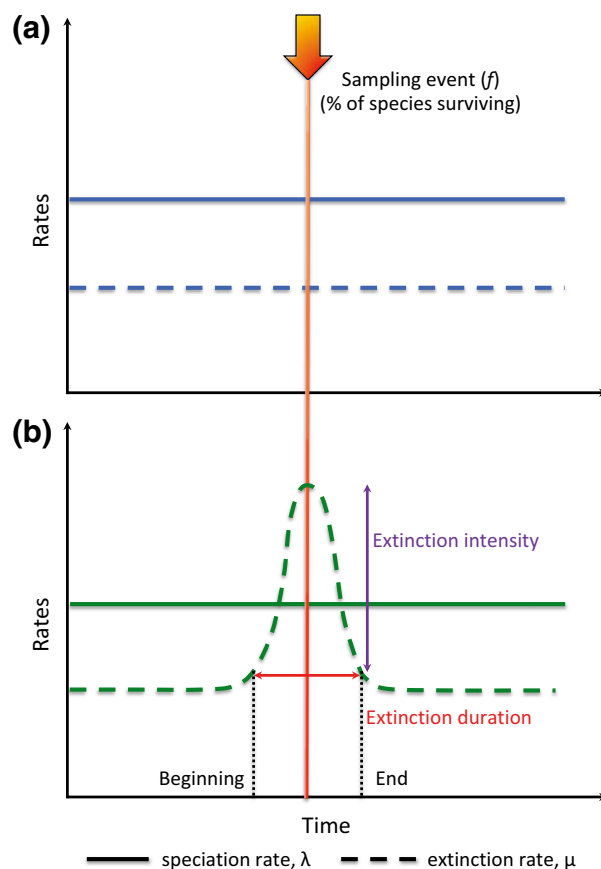 (a)
Sampling event (f)
(% of species surviving)
Rates
(b)
Extinction intensity
Rates
Extinction duration
Beginning
End
Time
speciation rate, λ
extinction rate, μ